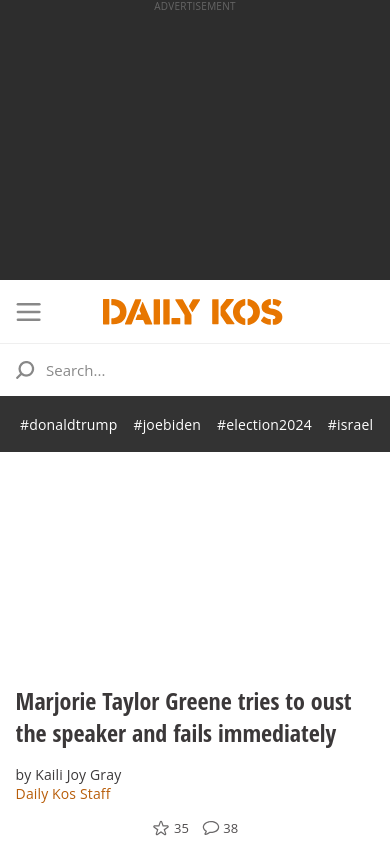 ADVERTISEMENT
DAILY KOS
Search...
#donaldtrump #joebiden #election2024 #israel
Marjorie Taylor Greene tries to oust
the speaker and fails immediately
by Kaili Joy Gray
Daily Kos Staff
35 38